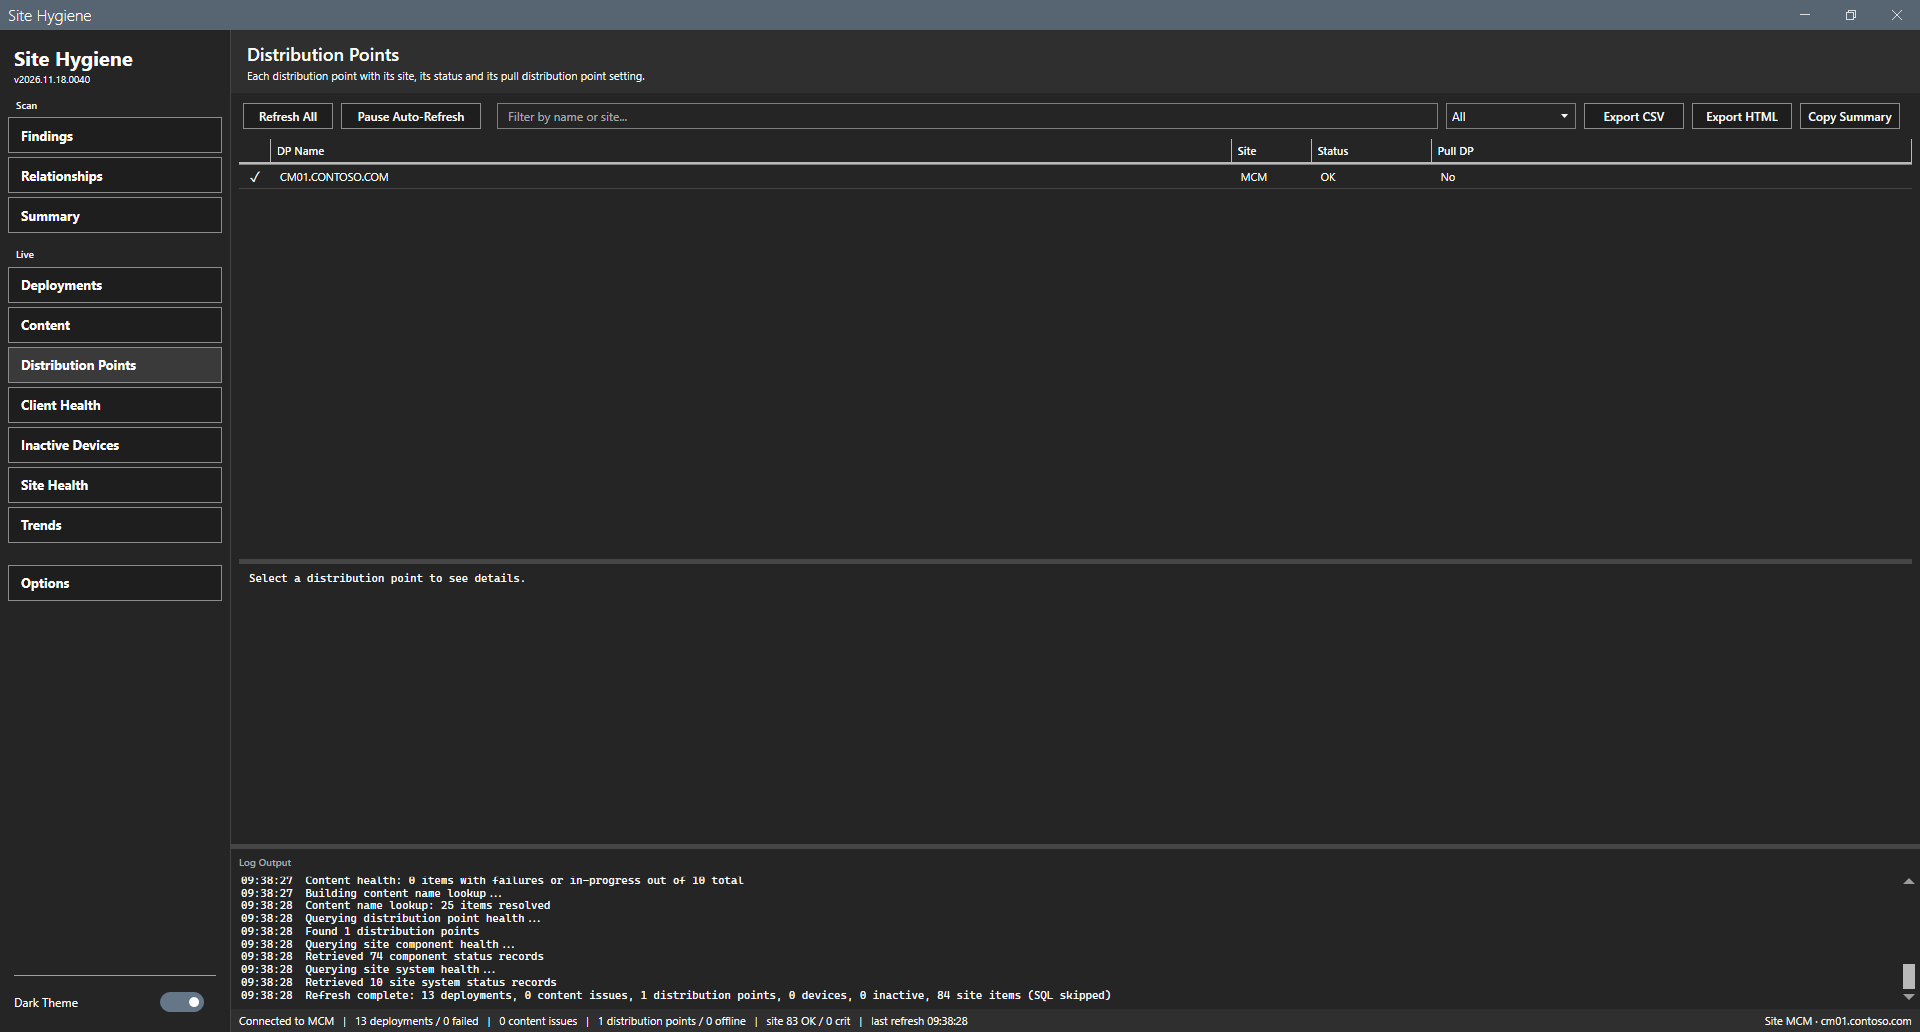 Site Hygiene
Site Hygiene
v2026.11.18.0040
Scan
Findings
Relationships
Summary
Live
Deployments
Content
Distribution Points
Client Health
Inactive Devices
Site Health
Trends
Options
Dark Theme
Distribution Points
Each distribution point with its site, its status and its pull distribution point setting.
Refresh All
Pause Auto-Refresh
Filter by name or site...
All
Export CSV
Export HTML
Copy Summary
DP Name Site Status Pull DP
✓ CM01.CONTOSO.COM MCM OK No
Select a distribution point to see details.
Log Output
09:38:27 Content health: 0 items with failures or in-progress out of 10 total
09:38:27 Building content name lookup...
09:38:28 Content name lookup: 25 items resolved
09:38:28 Querying distribution point health...
09:38:28 Found 1 distribution points
09:38:28 Querying site component health...
09:38:28 Retrieved 74 component status records
09:38:28 Querying site system health...
09:38:28 Retrieved 10 site system status records
09:38:28 Refresh complete: 13 deployments, 0 content issues, 1 distribution points, 0 devices, 0 inactive, 84 site items (SQL skipped)
Connected to MCM | 13 deployments / 0 failed | 0 content issues | 1 distribution points / 0 offline | site 83 OK / 0 crit | last refresh 09:38:28
Site MCM · cm01.contoso.com